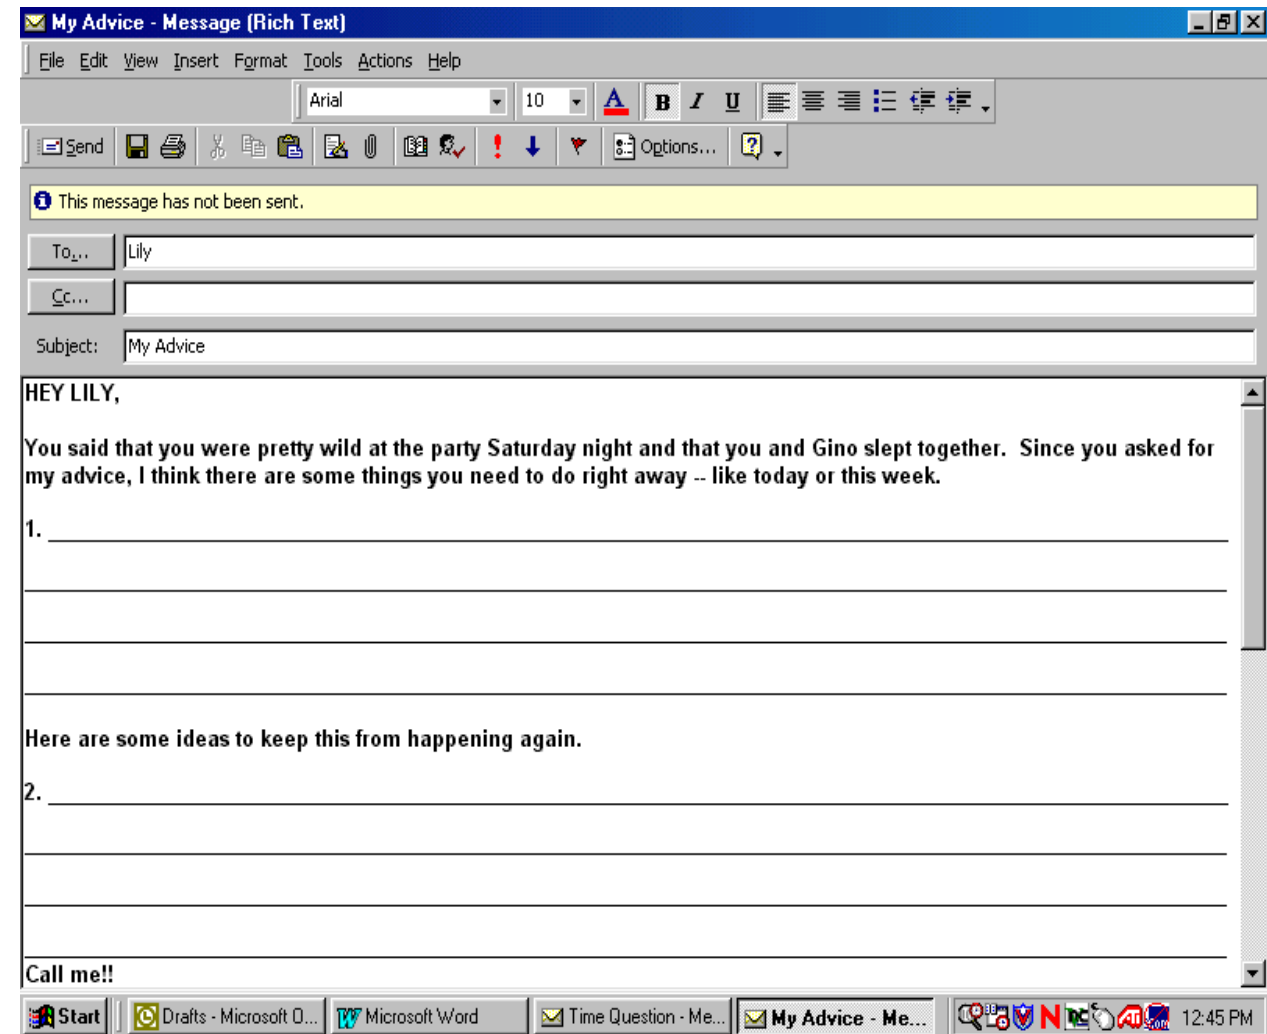 My Advice - Message (Rich Text)
File Edit View Insert Format Tools Actions Help
Arial 10 A B I U
Send Options...
This message has not been sent.
To... Lily
Cc...
Subject: My Advice
HEY LILY,
You said that you were pretty wild at the party Saturday night and that you and Gino slept together. Since you asked for
my advice, I think there are some things you need to do right away -- like today or this week.
1.
Here are some ideas to keep this from happening again.
2.
Call me!!
Start Drafts - Microsoft O... Microsoft Word Time Question - Me... My Advice - Me... 12:45 PM